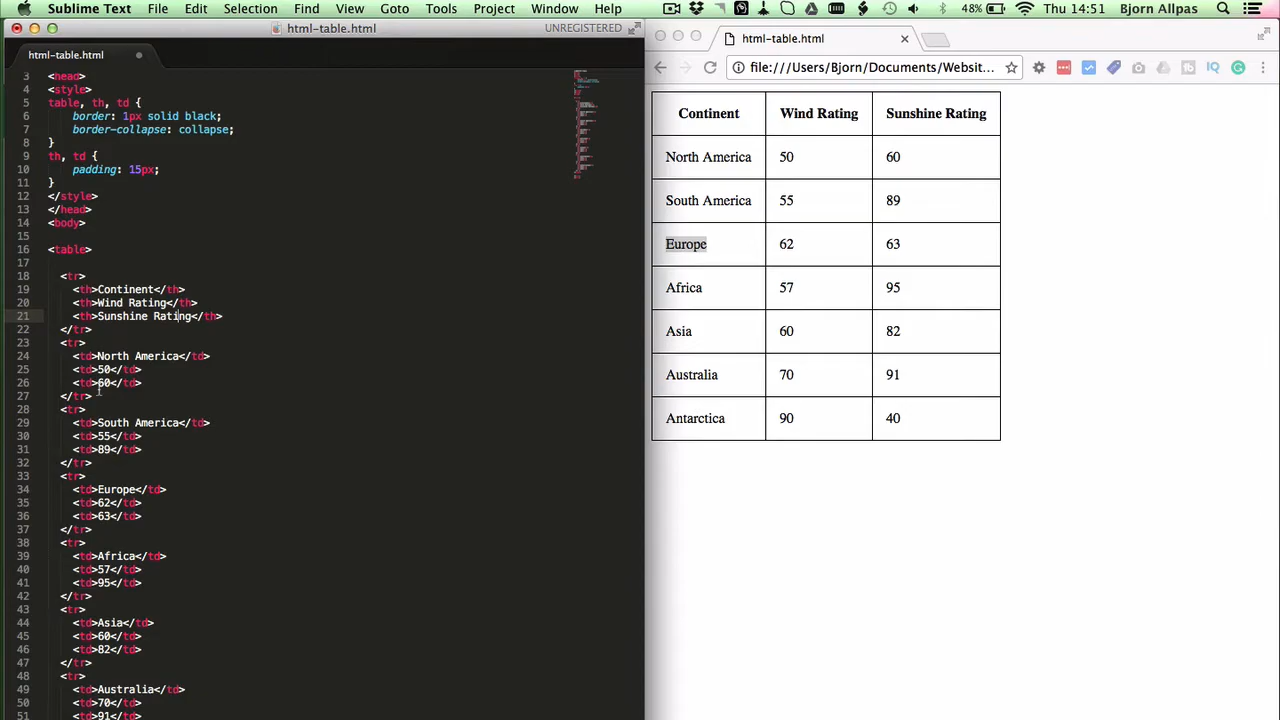 Sublime Text File Edit Selection Find View Goto Tools Project Window Help 48% Thu 14:51 Bjorn Allpas
html-table.html UNREGISTERED
html-table.html
3 <head>
4 <style>
5 table, th, td {
6 border: 1px solid black;
7 border-collapse: collapse;
8 }
9 th, td {
10 padding: 15px;
11 }
12 </style>
13 </head>
14 <body>
15
16 <table>
17
18 <tr>
19 <th>Continent</th>
20 <th>Wind Rating</th>
21 <th>Sunshine Rating</th>
22 </tr>
23 <tr>
24 <td>North America</td>
25 <td>50</td>
26 <td>60</td>
27 </tr>
28 <tr>
29 <td>South America</td>
30 <td>55</td>
31 <td>89</td>
32 </tr>
33 <tr>
34 <td>Europe</td>
35 <td>62</td>
36 <td>63</td>
37 </tr>
38 <tr>
39 <td>Africa</td>
40 <td>57</td>
41 <td>95</td>
42 </tr>
43 <tr>
44 <td>Asia</td>
45 <td>60</td>
46 <td>82</td>
47 </tr>
48 <tr>
49 <td>Australia</td>
50 <td>70</td>
51 <td>91</td>
html-table.html
file:///Users/Bjorn/Documents/Websit...
Continent Wind Rating Sunshine Rating
North America 50 60
South America 55 89
Europe 62 63
Africa 57 95
Asia 60 82
Australia 70 91
Antarctica 90 40